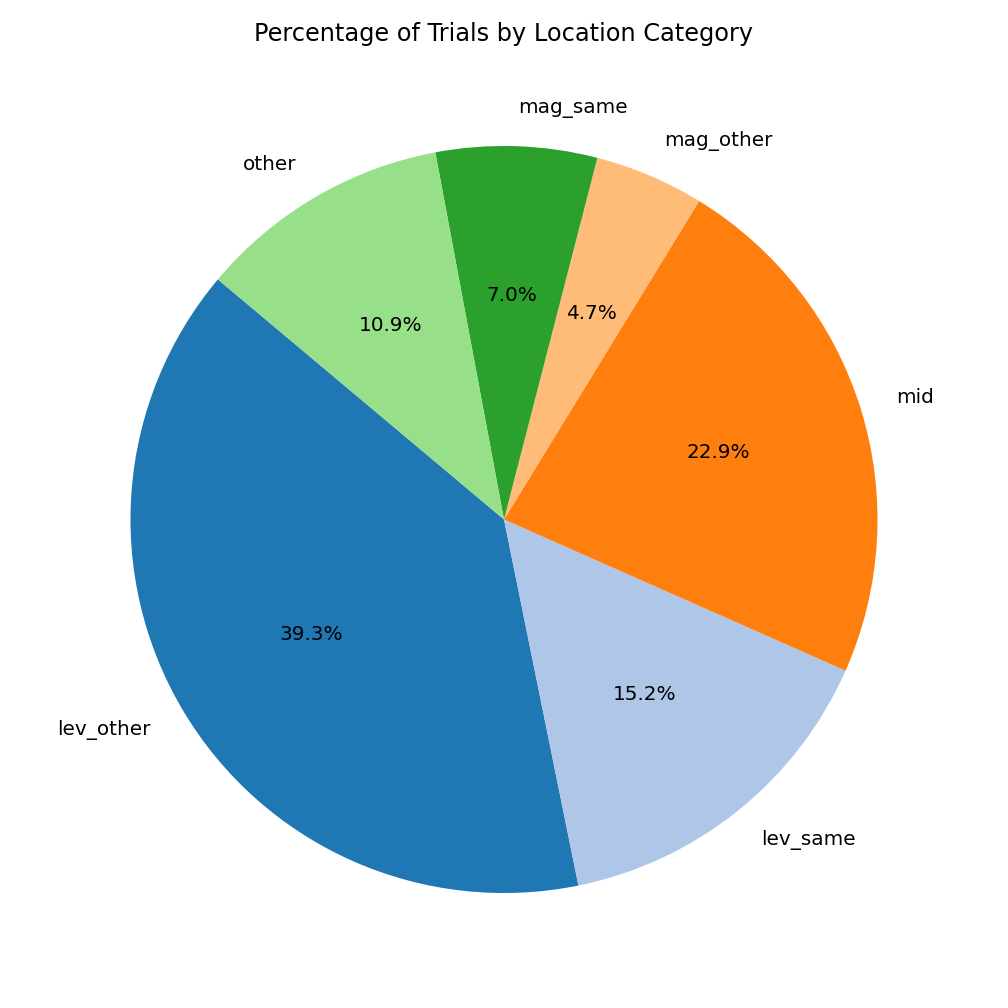 Percentage of Trials by Location Category
mag_same
mag_other
other
7.0%
4.7%
10.9%
mid
22.9%
39.3%
15.2%
lev_other
lev_same